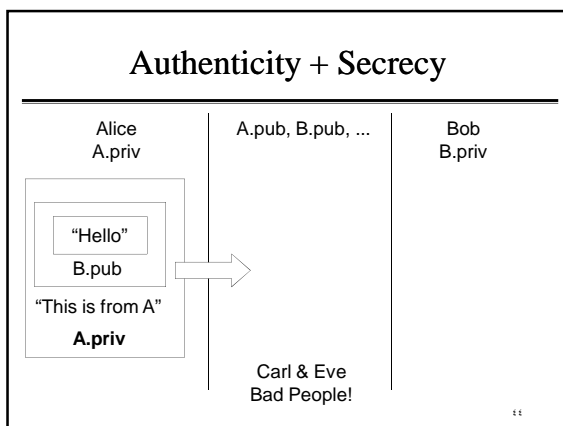 Authenticity + Secrecy
Alice
A.priv
A.pub, B.pub, ...
Bob
B.priv
“Hello”
B.pub
“This is from A”
A.priv
Carl & Eve
Bad People!